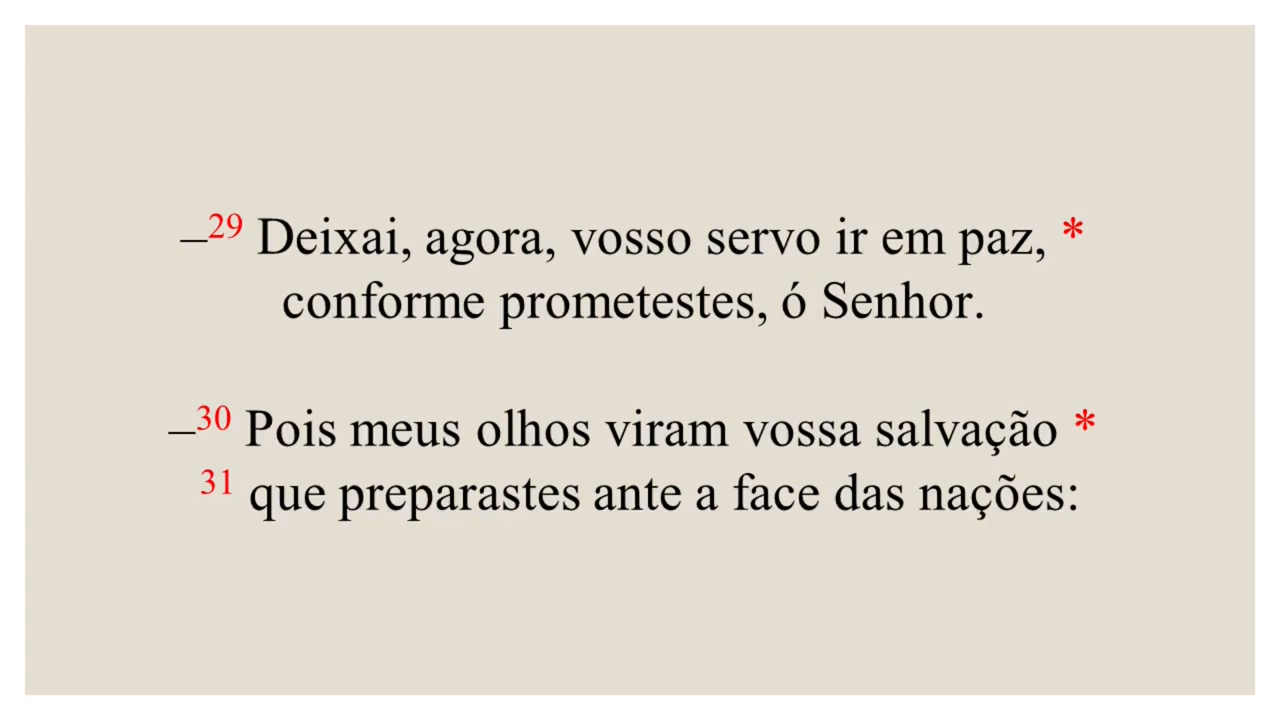 –29 Deixai, agora, vosso servo ir em paz, *
conforme prometestes, ó Senhor.
–30 Pois meus olhos viram vossa salvação *
31 que preparastes ante a face das nações: